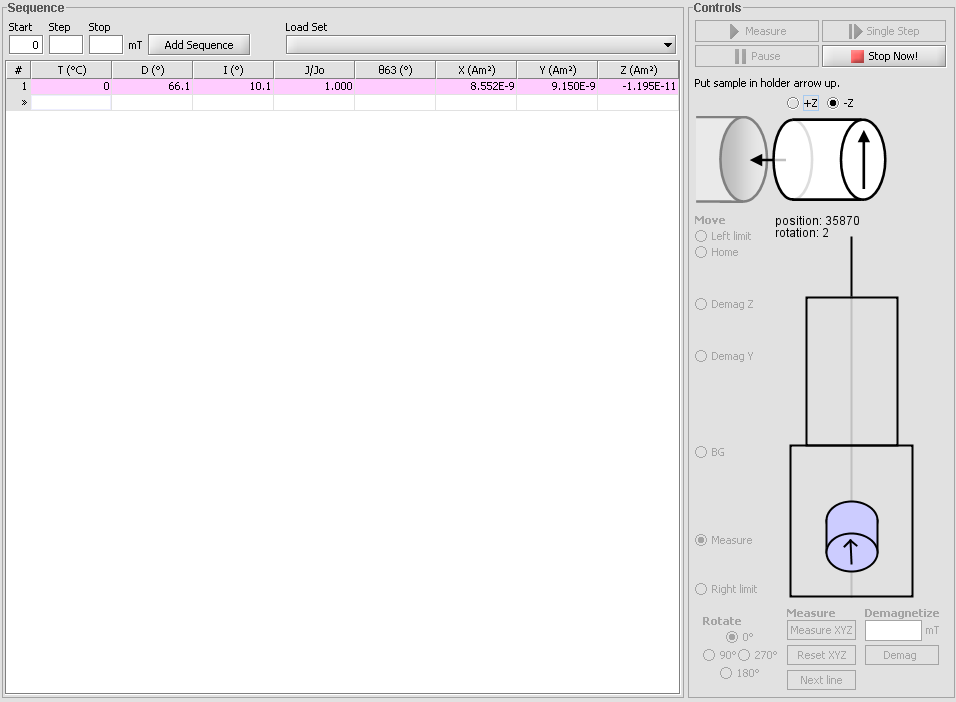 Sequence
Start Step Stop Load Set
0 mT Add Sequence
# T (°C) D (°) I (°) J/Jo θ63 (°) X (Am²) Y (Am²) Z (Am²)
1 0 66.1 10.1 1.000 8.552E-9 9.150E-9 -1.195E-11
»
Controls
Measure Single Step
Pause Stop Now!
Put sample in holder arrow up.
+Z -Z
Move
position: 35870
rotation: 2
Left limit
Home
Demag Z
Demag Y
BG
Measure
Right limit
Rotate
0°
90° 270°
180°
Measure
Measure XYZ
Reset XYZ
Next line
Demagnetize
mT
Demag